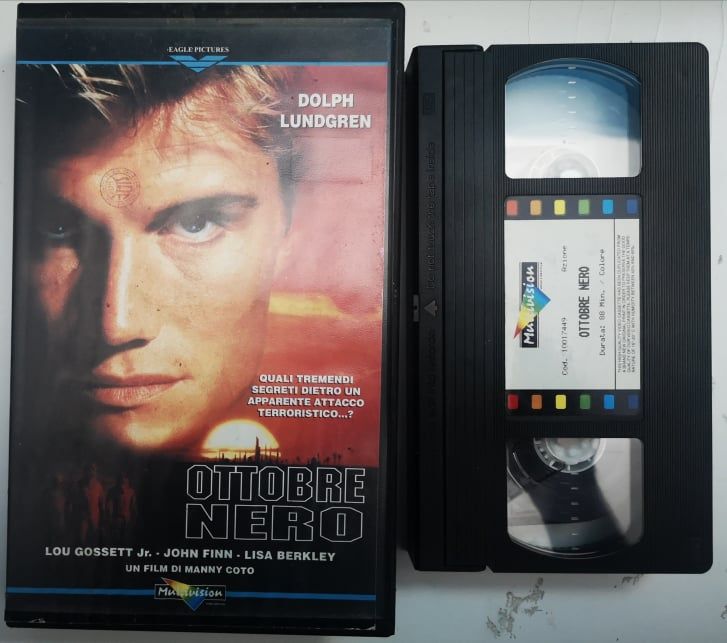 EAGLE PICTURES
DOLPH
LUNDGREN
QUALI TREMENDI
SEGRETI DIETRO UN
APPARENTE ATTACCO
TERRORISTICO...?
OTTOBRE
NERO
LOU GOSSETT Jr. - JOHN FINN - LISA BERKLEY
UN FILM DI MANNY COTO
Multivision
Multivision
Cod. 10017449 Azione
OTTOBRE NERO
Durata: 88 Min. / Colore